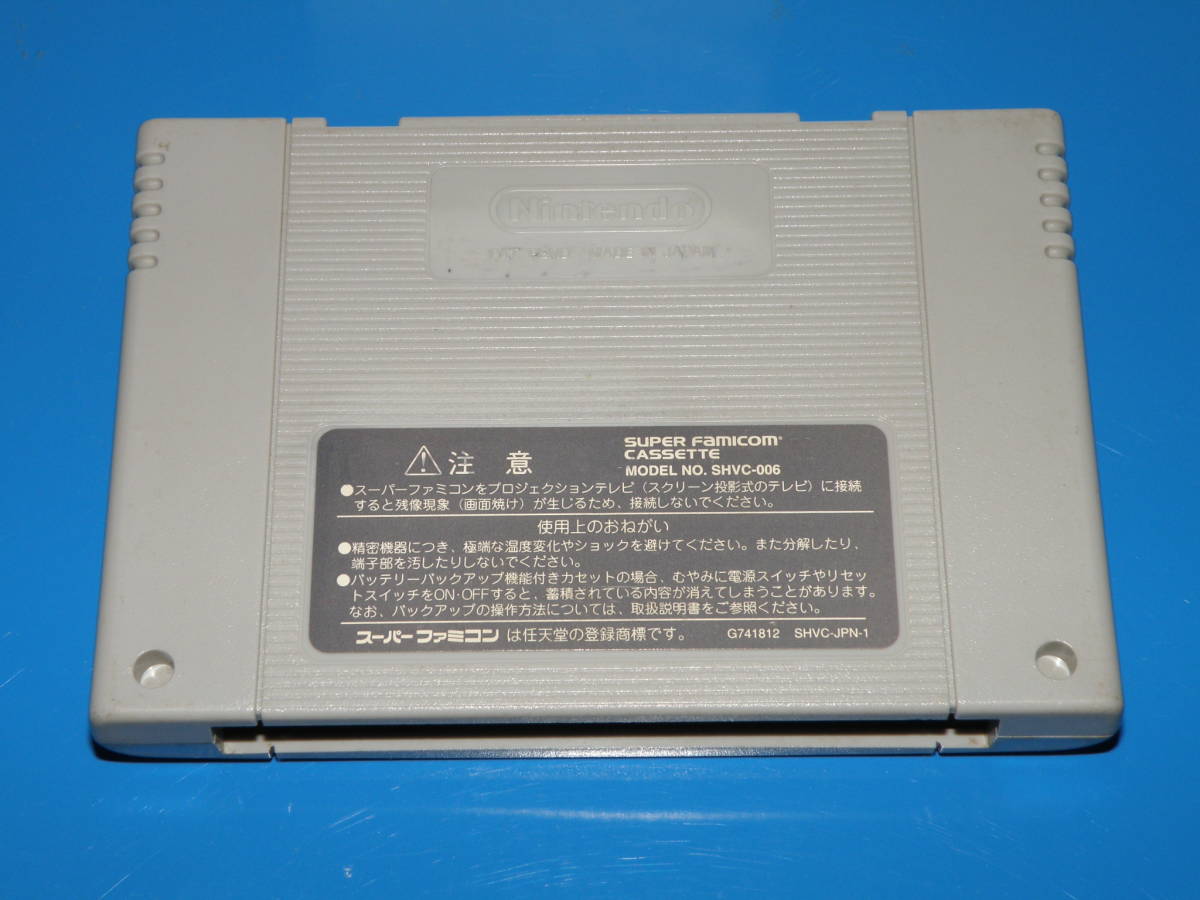 Nintendo
MADE IN JAPAN
注意
SUPER FAMICOM
CASSETTE
MODEL NO. SHVC-006
●スーパーファミコンをプロジェクションテレビ(スクリーン投影式のテレビ)に接続
すると残像現象(画面焼け)が生じるため、接続しないでください。
使用上のおねがい
●精密機器につき、極端な温度変化やショックを避けてください。また分解したり、
端子部を汚したりしないでください。
●バッテリーバックアップ機能付きカセットの場合、むやみに電源スイッチやリセッ
トスイッチをON・OFFすると、蓄積されている内容が消えてしまうことがあります。
なお、バックアップの操作方法については、取扱説明書をご参照ください。
スーパーファミコンは任天堂の登録商標です。 G741812 SHVC-JPN-1